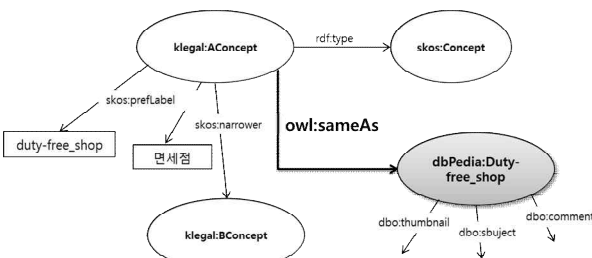 klegal:AConcept
rdf:type
skos:Concept
skos:prefLabel
skos:narrower
owl:sameAs
duty-free_shop
면세점
dbPedia:Duty-
free_shop
klegal:BConcept
dbo:thumbnail
dbo:sbuject
dbo:comment